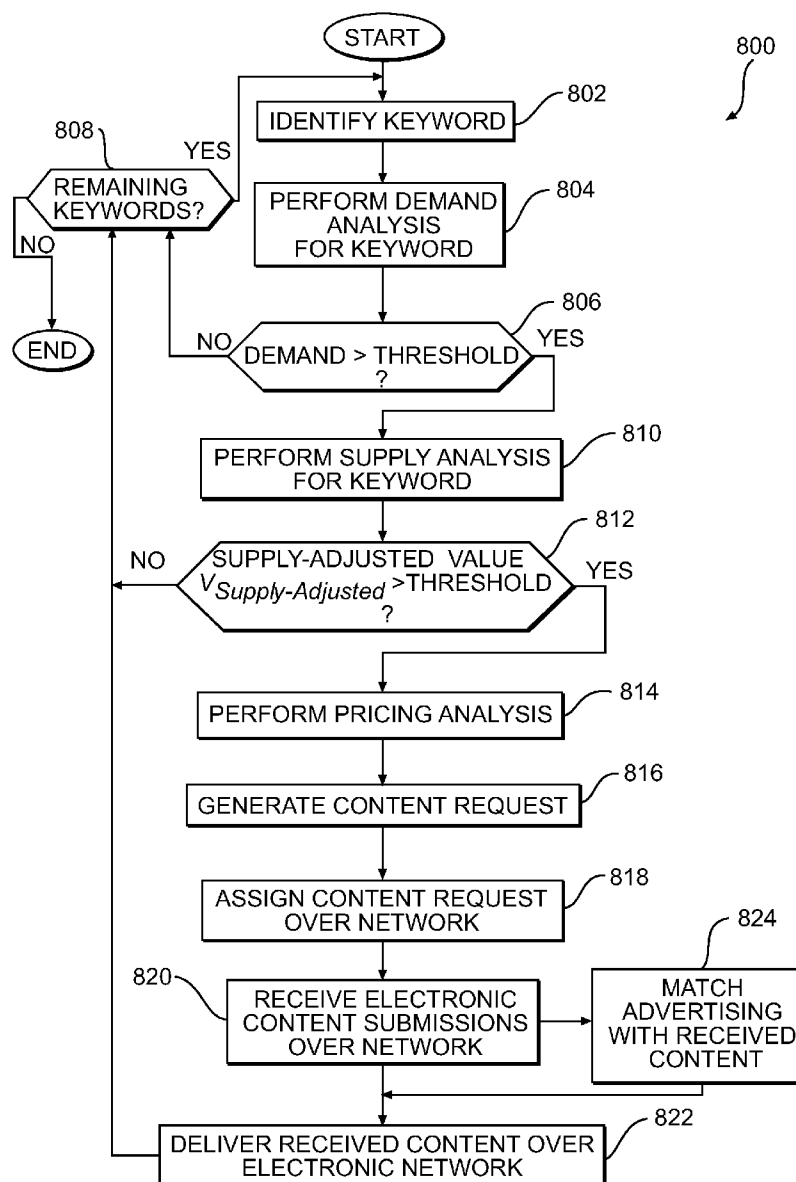 START
800
802
IDENTIFY KEYWORD
808
YES
REMAINING
KEYWORDS?
804
PERFORM DEMAND
ANALYSIS
FOR KEYWORD
NO
END
806
NO
YES
DEMAND > THRESHOLD
?
810
PERFORM SUPPLY ANALYSIS
FOR KEYWORD
812
NO
SUPPLY-ADJUSTED VALUE
YES
VSupply-Adjusted >THRESHOLD
?
814
PERFORM PRICING ANALYSIS
816
GENERATE CONTENT REQUEST
818
ASSIGN CONTENT REQUEST
OVER NETWORK
824
820
RECEIVE ELECTRONIC
CONTENT SUBMISSIONS
OVER NETWORK
MATCH
ADVERTISING
WITH RECEIVED
CONTENT
822
DELIVER RECEIVED CONTENT OVER
ELECTRONIC NETWORK